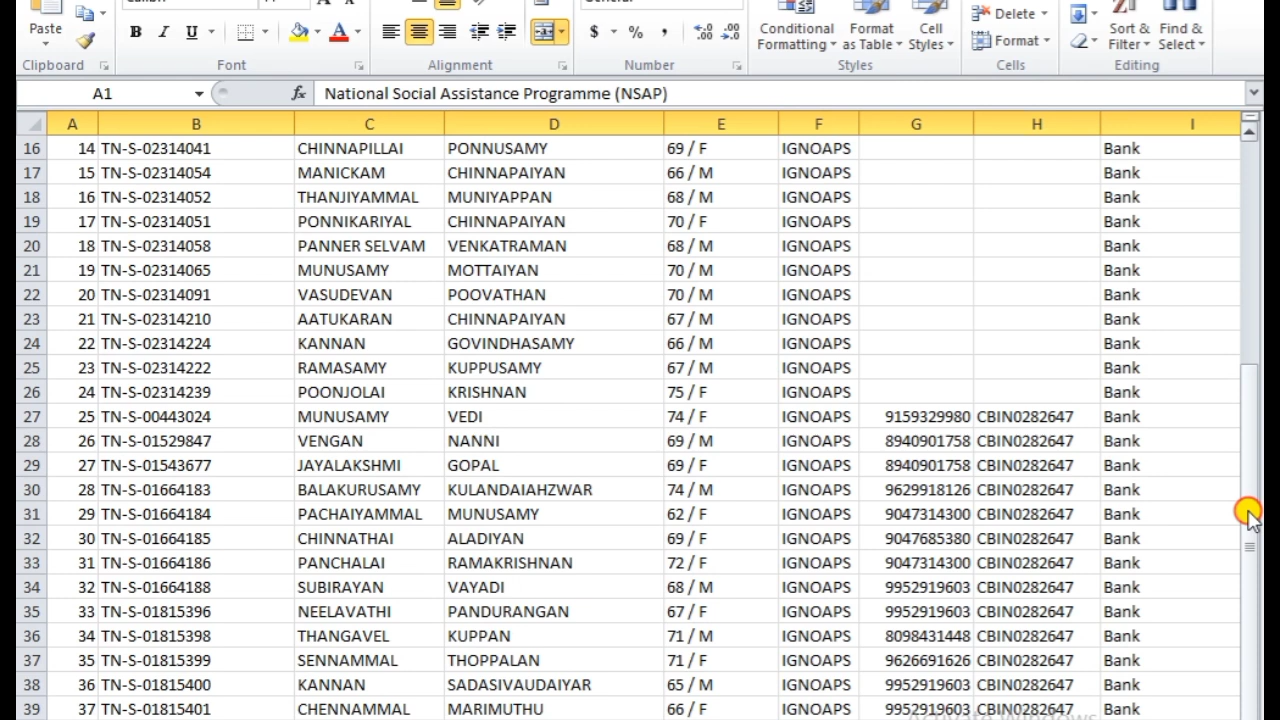 Paste
Conditional Formatting
Format as Table
Cell Styles
Delete
Format
Sort & Filter
Find & Select
Clipboard
Font
Alignment
Number
Styles
Cells
Editing
A1 fx National Social Assistance Programme (NSAP)
A B C D E F G H I
16 14 TN-S-02314041 CHINNAPILLAI PONNUSAMY 69 / F IGNOAPS Bank
17 15 TN-S-02314054 MANICKAM CHINNAPAIYAN 66 / M IGNOAPS Bank
18 16 TN-S-02314052 THANJIYAMMAL MUNIYAPPAN 68 / M IGNOAPS Bank
19 17 TN-S-02314051 PONNIKARIYAL CHINNAPAIYAN 70 / F IGNOAPS Bank
20 18 TN-S-02314058 PANNER SELVAM VENKATRAMAN 68 / M IGNOAPS Bank
21 19 TN-S-02314065 MUNUSAMY MOTTAIYAN 70 / M IGNOAPS Bank
22 20 TN-S-02314091 VASUDEVAN POOVATHAN 70 / M IGNOAPS Bank
23 21 TN-S-02314210 AATUKARAN CHINNAPAIYAN 67 / M IGNOAPS Bank
24 22 TN-S-02314224 KANNAN GOVINDHASAMY 66 / M IGNOAPS Bank
25 23 TN-S-02314222 RAMASAMY KUPPUSAMY 67 / M IGNOAPS Bank
26 24 TN-S-02314239 POONJOLAI KRISHNAN 75 / F IGNOAPS Bank
27 25 TN-S-00443024 MUNUSAMY VEDI 74 / F IGNOAPS 9159329980 CBIN0282647 Bank
28 26 TN-S-01529847 VENGAN NANNI 69 / M IGNOAPS 8940901758 CBIN0282647 Bank
29 27 TN-S-01543677 JAYALAKSHMI GOPAL 69 / F IGNOAPS 8940901758 CBIN0282647 Bank
30 28 TN-S-01664183 BALAKURUSAMY KULANDAIAHZWAR 74 / M IGNOAPS 9629918126 CBIN0282647 Bank
31 29 TN-S-01664184 PACHAIYAMMAL MUNUSAMY 62 / F IGNOAPS 9047314300 CBIN0282647 Bank
32 30 TN-S-01664185 CHINNATHAI ALADIYAN 69 / F IGNOAPS 9047685380 CBIN0282647 Bank
33 31 TN-S-01664186 PANCHALAI RAMAKRISHNAN 72 / F IGNOAPS 9047314300 CBIN0282647 Bank
34 32 TN-S-01664188 SUBIRAYAN VAYADI 68 / M IGNOAPS 9952919603 CBIN0282647 Bank
35 33 TN-S-01815396 NEELAVATHI PANDURANGAN 67 / F IGNOAPS 9952919603 CBIN0282647 Bank
36 34 TN-S-01815398 THANGAVEL KUPPAN 71 / M IGNOAPS 8098431448 CBIN0282647 Bank
37 35 TN-S-01815399 SENNAMMAL THOPPALAN 71 / F IGNOAPS 9626691626 CBIN0282647 Bank
38 36 TN-S-01815400 KANNAN SADASIVAUDAIYAR 65 / M IGNOAPS 9952919603 CBIN0282647 Bank
39 37 TN-S-01815401 CHENNAMMAL MARIMUTHU 66 / F IGNOAPS 9952919603 CBIN0282647 Bank